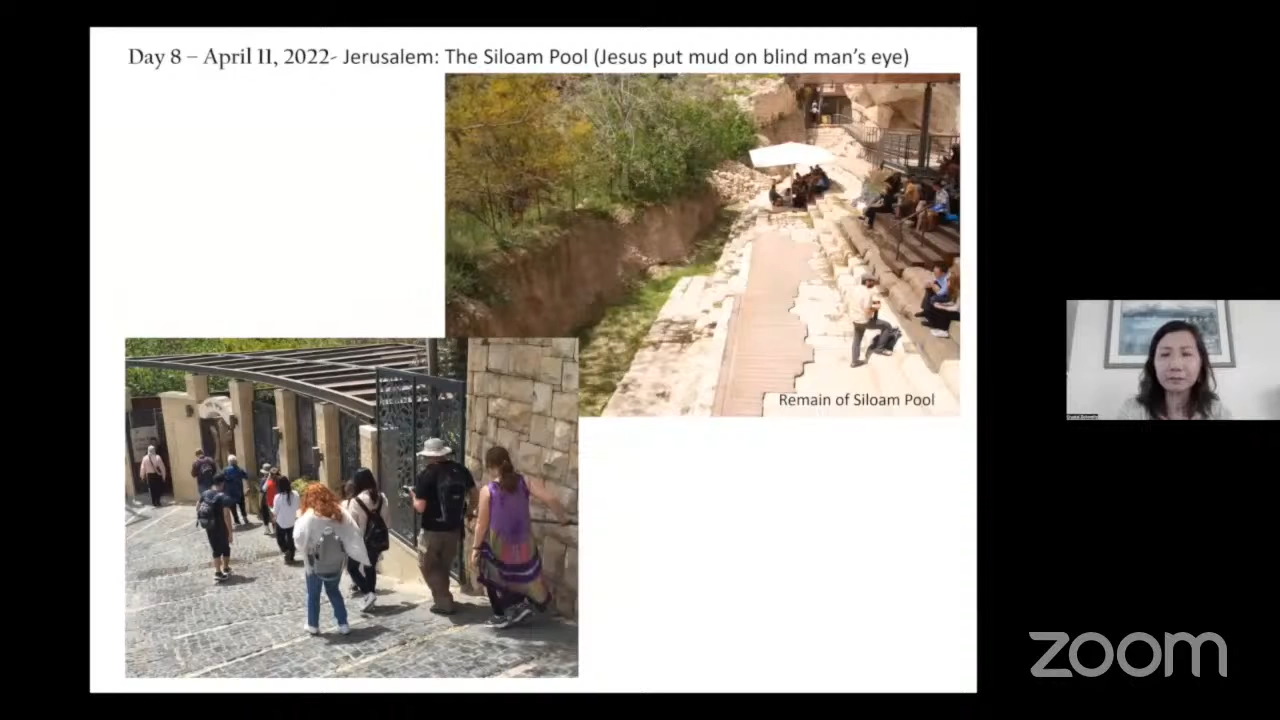 Day 8 – April 11, 2022- Jerusalem: The Siloam Pool (Jesus put mud on blind man's eye)
Remain of Siloam Pool
zoom